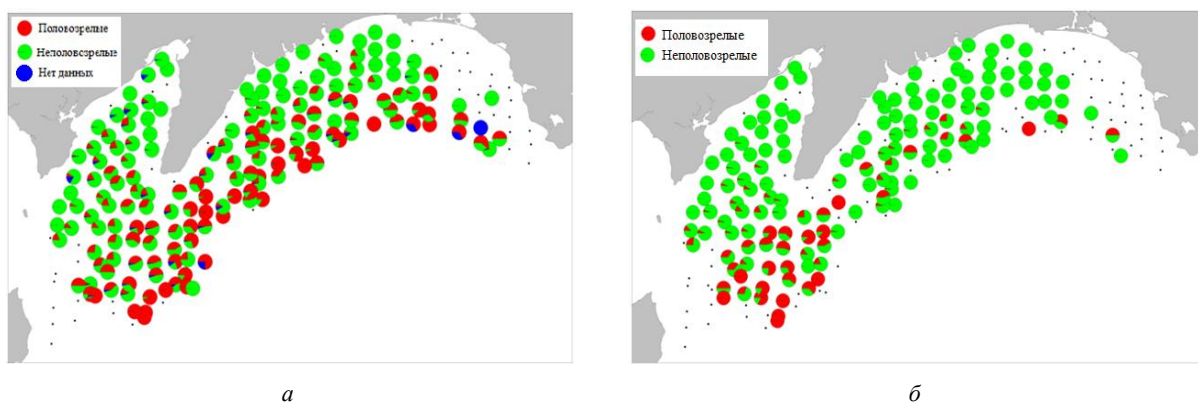 Половозрелые
Неполовозрелые
Нет данных
Половозрелые
Неполовозрелые
а
б